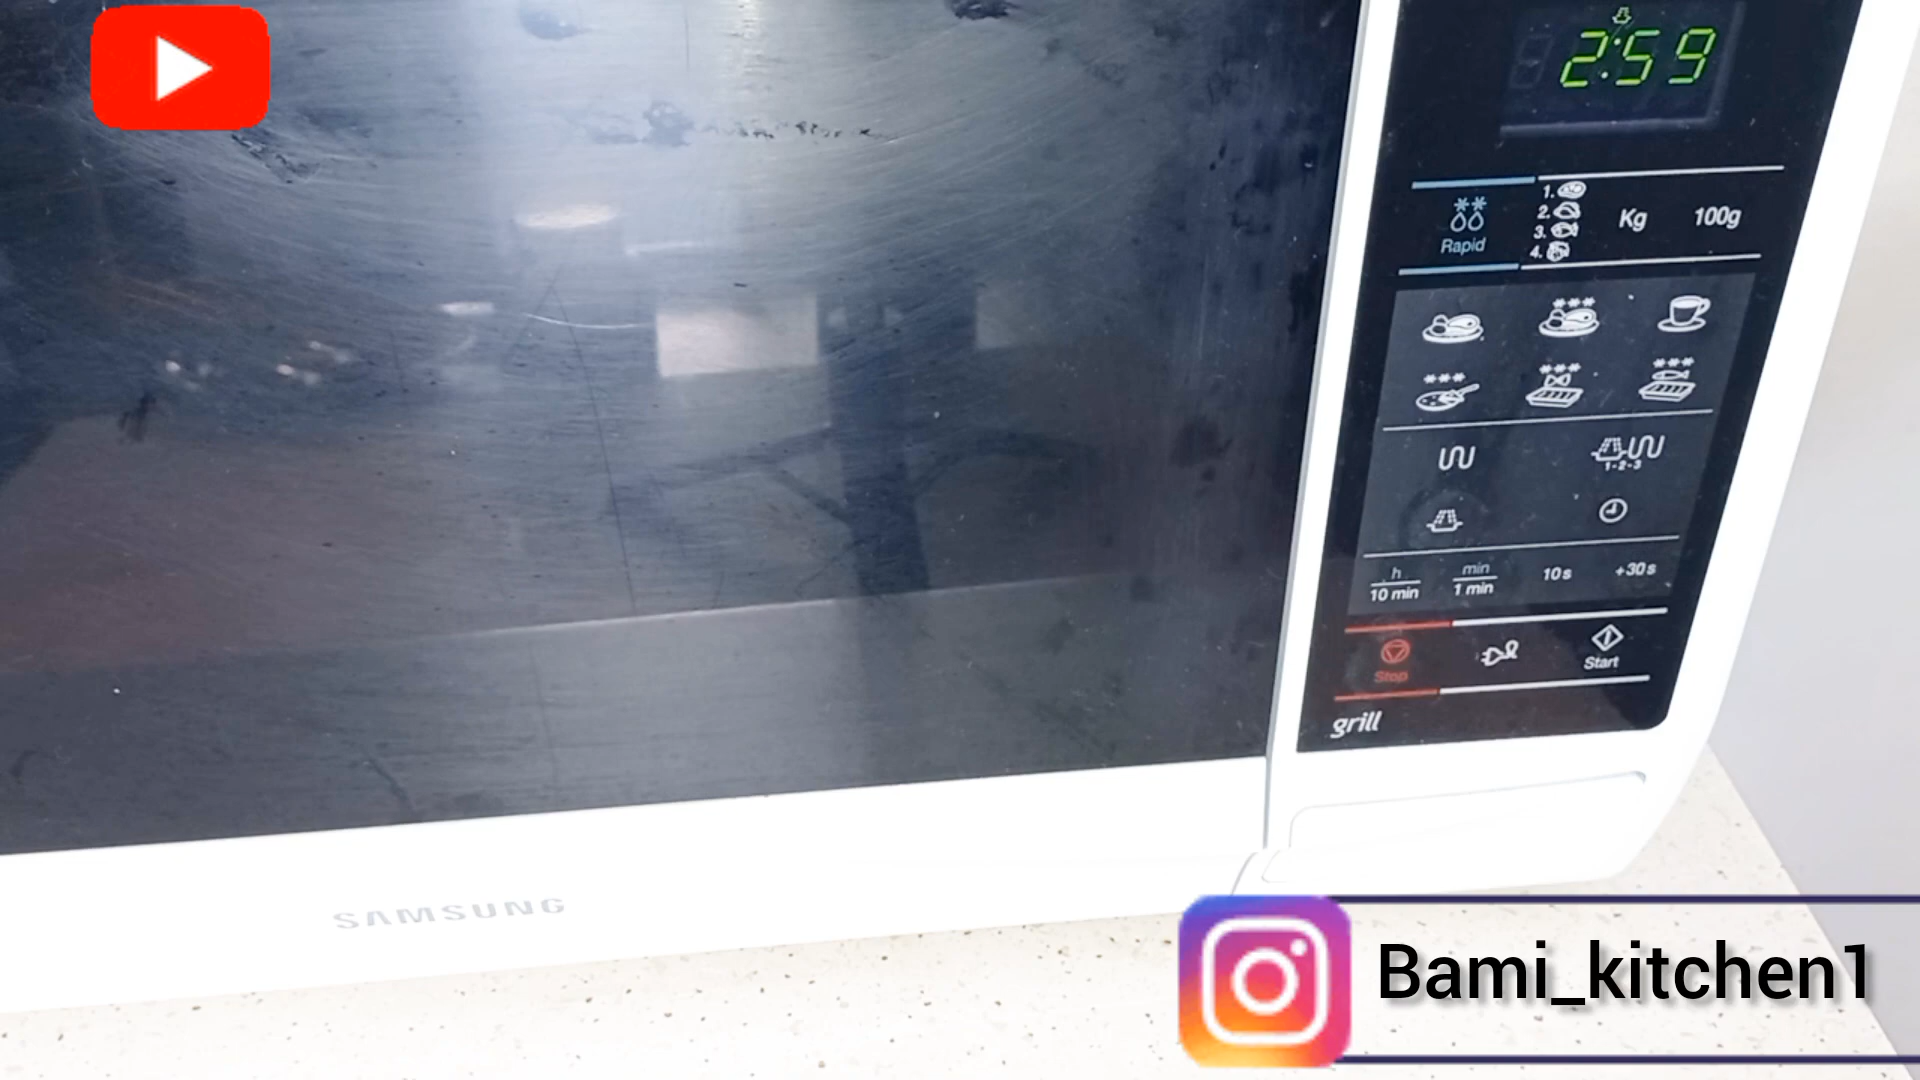 2:59
1.
2.
3.
4.
Rapid
Kg
100g
1-2-3
h
10 min
min
1 min
10s
+30s
Stop
Start
grill
SAMSUNG
Bami_kitchen1